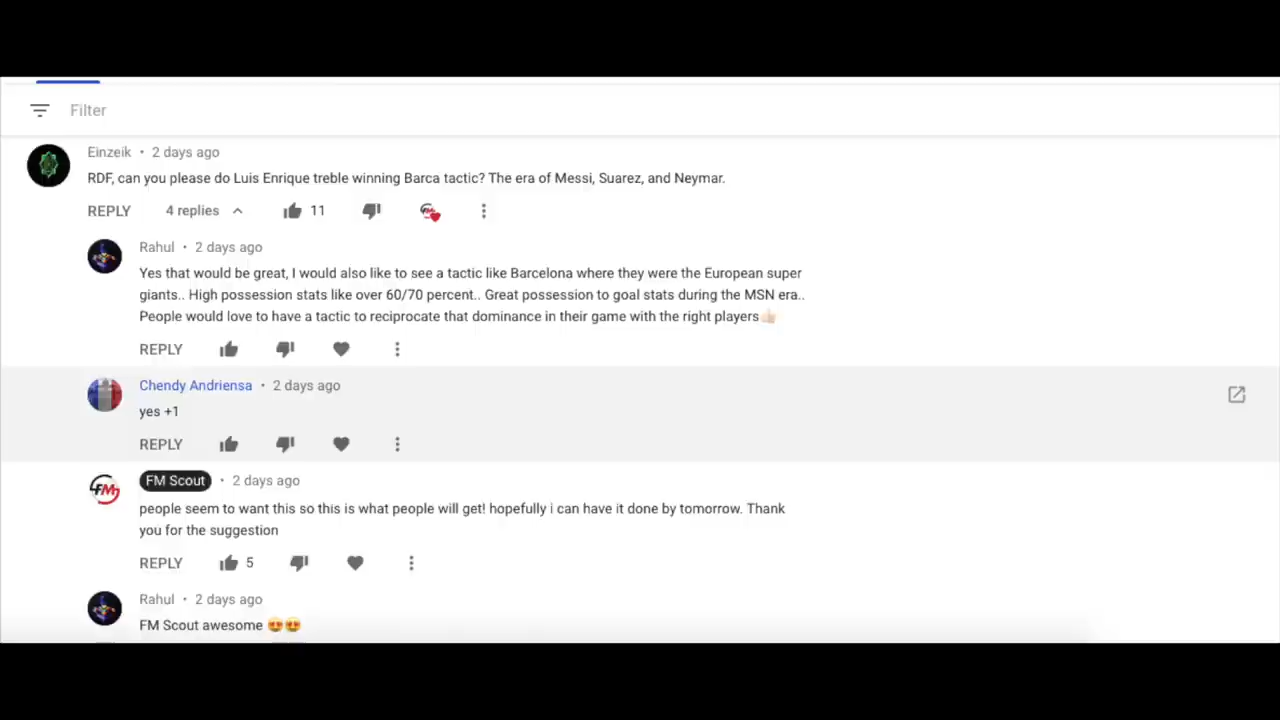 Filter
Einzeik • 2 days ago
RDF, can you please do Luis Enrique treble winning Barca tactic? The era of Messi, Suarez, and Neymar.
REPLY 4 replies 11
Rahul • 2 days ago
Yes that would be great, I would also like to see a tactic like Barcelona where they were the European super
giants.. High possession stats like over 60/70 percent.. Great possession to goal stats during the MSN era..
People would love to have a tactic to reciprocate that dominance in their game with the right players👍🏻
REPLY
Chendy Andriensa • 2 days ago
yes +1
REPLY
FM
FM Scout • 2 days ago
people seem to want this so this is what people will get! hopefully i can have it done by tomorrow. Thank
you for the suggestion
REPLY 5
Rahul • 2 days ago
FM Scout awesome 😍😍